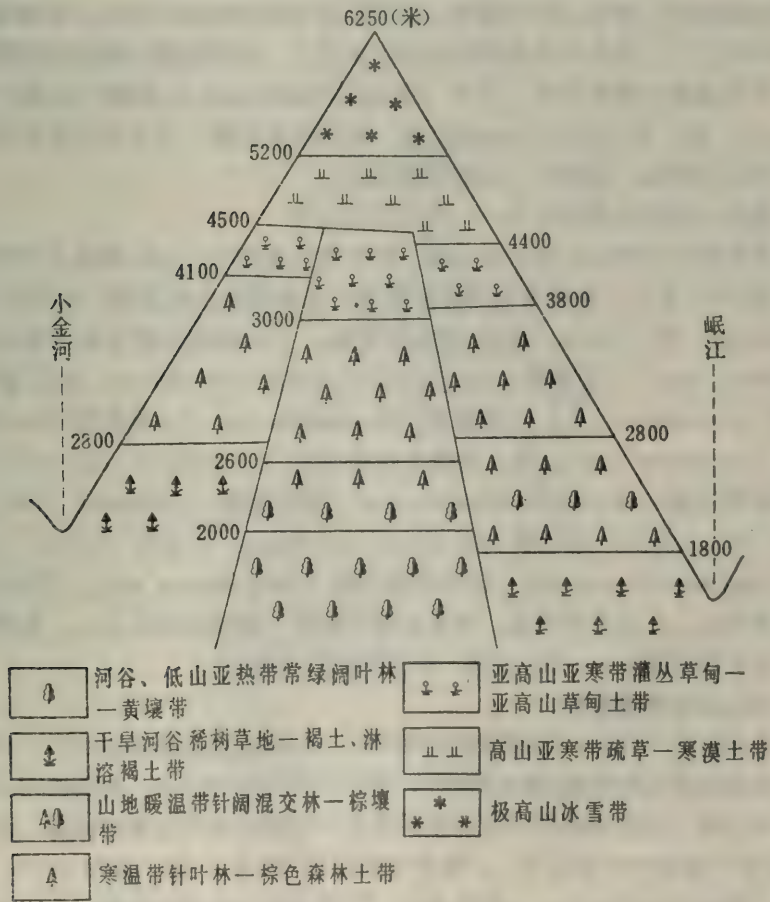 6250(米)
5200
4500
4400
4100
3800
3000
小金河
岷江
2800
2800
2600
2000
1800
河谷、低山亚热带常绿阔叶林
—黄壤带
干旱河谷稀树草地—褐土、淋
溶褐土带
山地暖温带针阔混交林—棕壤
带
寒温带针叶林—棕色森林土带
亚高山亚寒带灌丛草甸—
亚高山草甸土带
高山亚寒带疏草—寒漠土带
极高山冰雪带